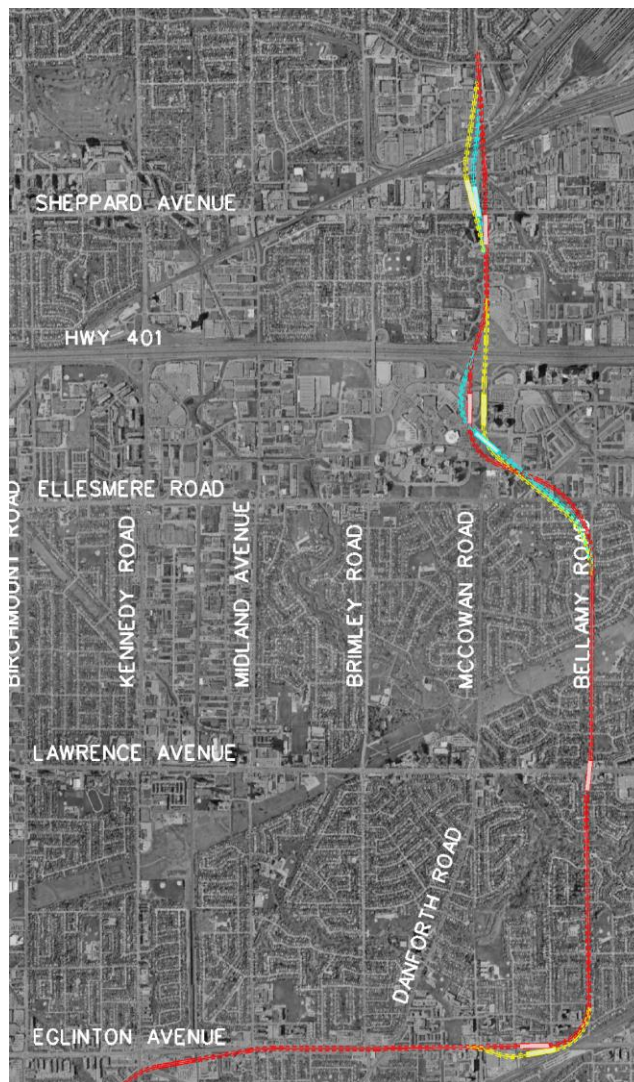 SHEPPARD AVENUE
HWY 401
ELLESMERE ROAD
BIRCHMOUNT ROAD
KENNEDY ROAD
MIDLAND AVENUE
BRIMLEY ROAD
MCCOWAN ROAD
BELLAMY ROAD
LAWRENCE AVENUE
DANFORTH ROAD
EGLINTON AVENUE